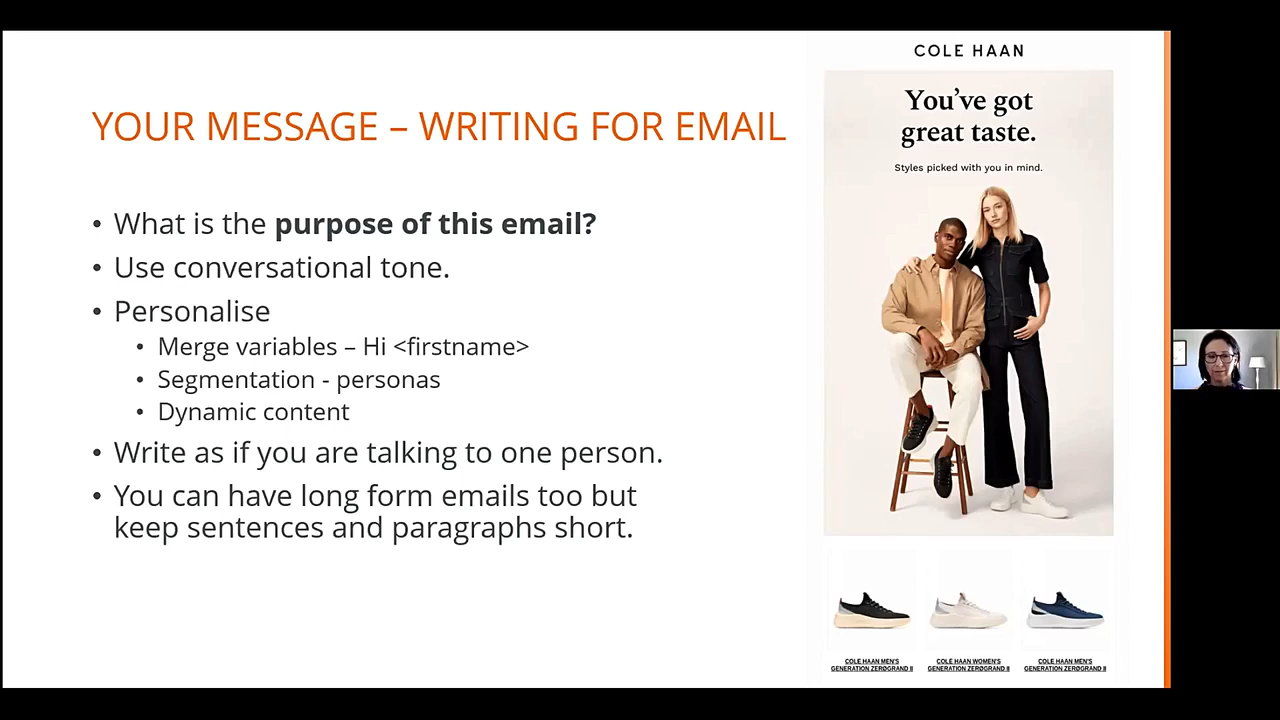 YOUR MESSAGE – WRITING FOR EMAIL
• What is the purpose of this email?
• Use conversational tone.
• Personalise
• Merge variables – Hi <firstname>
• Segmentation - personas
• Dynamic content
• Write as if you are talking to one person.
• You can have long form emails too but
keep sentences and paragraphs short.
COLE HAAN
You’ve got
great taste.
Styles picked with you in mind.
COLE HAAN MEN'S
GENERATION ZERØGRAND II
COLE HAAN WOMEN'S
GENERATION ZERØGRAND II
COLE HAAN MEN'S
GENERATION ZERØGRAND II